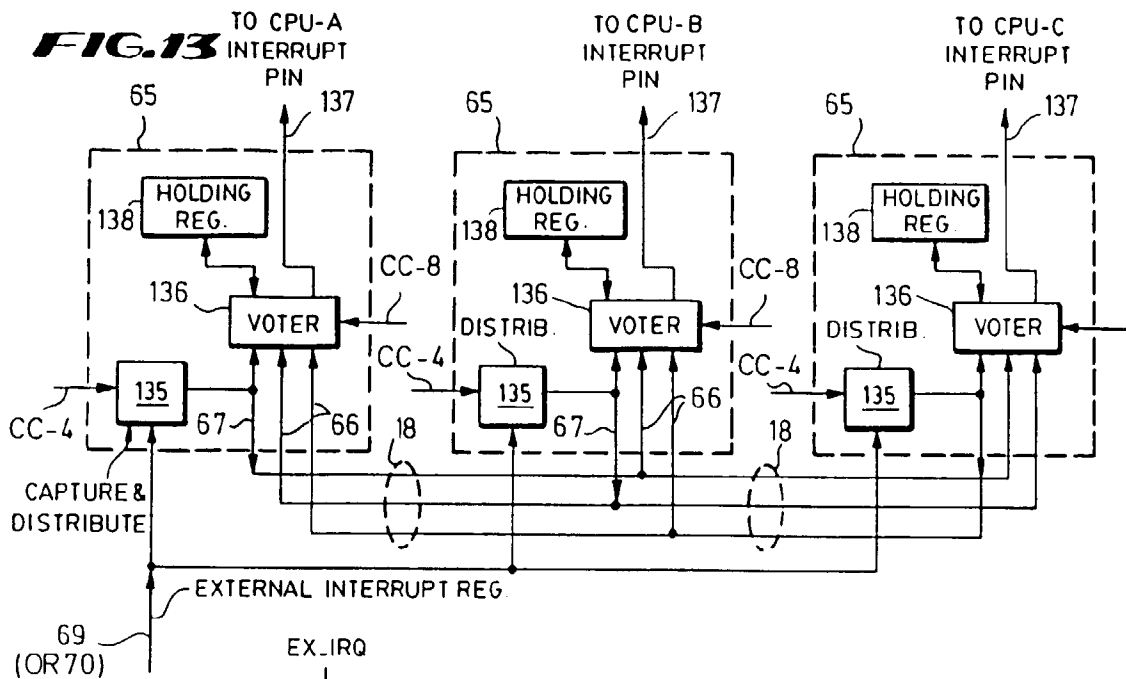 FIG.13
TO CPU-A
INTERRUPT
PIN
TO CPU-B
INTERRUPT
PIN
TO CPU-C
INTERRUPT
PIN
65
137
65
137
65
137
HOLDING
REG.
138
HOLDING
REG.
138
HOLDING
REG.
138
CC-8
CC-8
136
VOTER
136
VOTER
136
VOTER
DISTRIB.
DISTRIB.
CC-4
135
CC-4
135
CC-4
135
67
66
67
66
18
18
CAPTURE &
DISTRIBUTE
EXTERNAL INTERRUPT REG.
69
(OR 70)
EX_IRQ